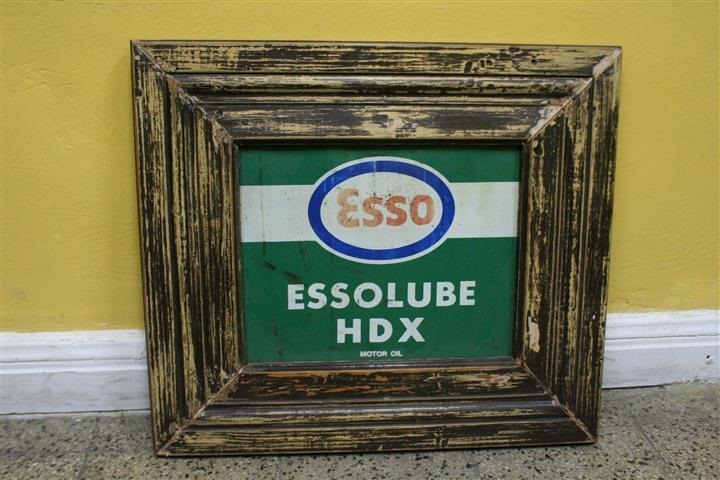 Esso
ESSOLUBE
HDX
MOTOR OIL